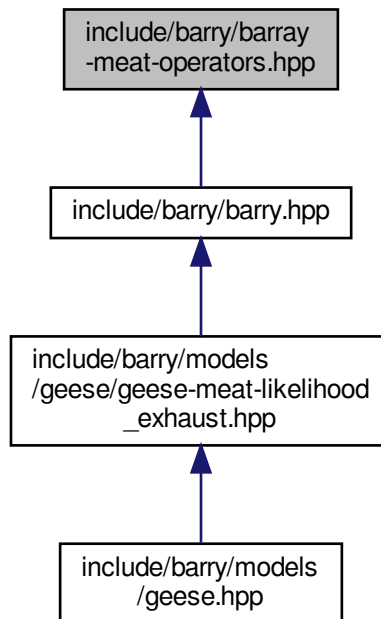 include/barry/barray
-meat-operators.hpp
include/barry/barry.hpp
include/barry/models
/geese/geese-meat-likelihood
_exhaust.hpp
include/barry/models
/geese.hpp